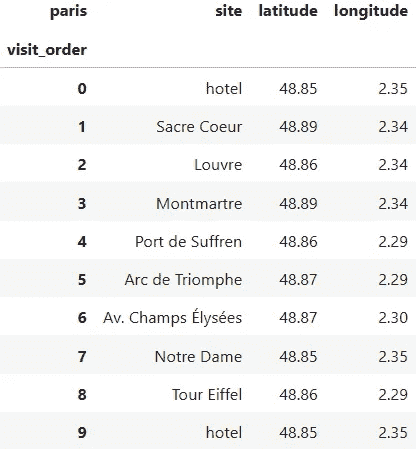 paris site latitude longitude
visit_order
0 hotel 48.85 2.35
1 Sacre Coeur 48.89 2.34
2 Louvre 48.86 2.34
3 Montmartre 48.89 2.34
4 Port de Suffren 48.86 2.29
5 Arc de Triomphe 48.87 2.29
6 Av. Champs Élysées 48.87 2.30
7 Notre Dame 48.85 2.35
8 Tour Eiffel 48.86 2.29
9 hotel 48.85 2.35